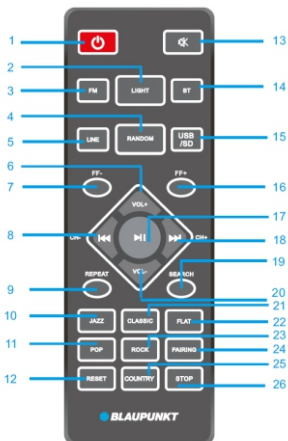 1
13
2
3
FM
LIGHT
BT
14
4
5
LINE
RANDOM
USB
/SD
15
6
FF-
FF+
7
16
VOL+
17
8
CH-
CH+
18
VOL-
19
REPEAT
SEARCH
9
20
21
10
JAZZ
CLASSIC
FLAT
22
23
11
POP
ROCK
PAIRING
24
25
12
RESET
COUNTRY
STOP
26
BLAUPUNKT